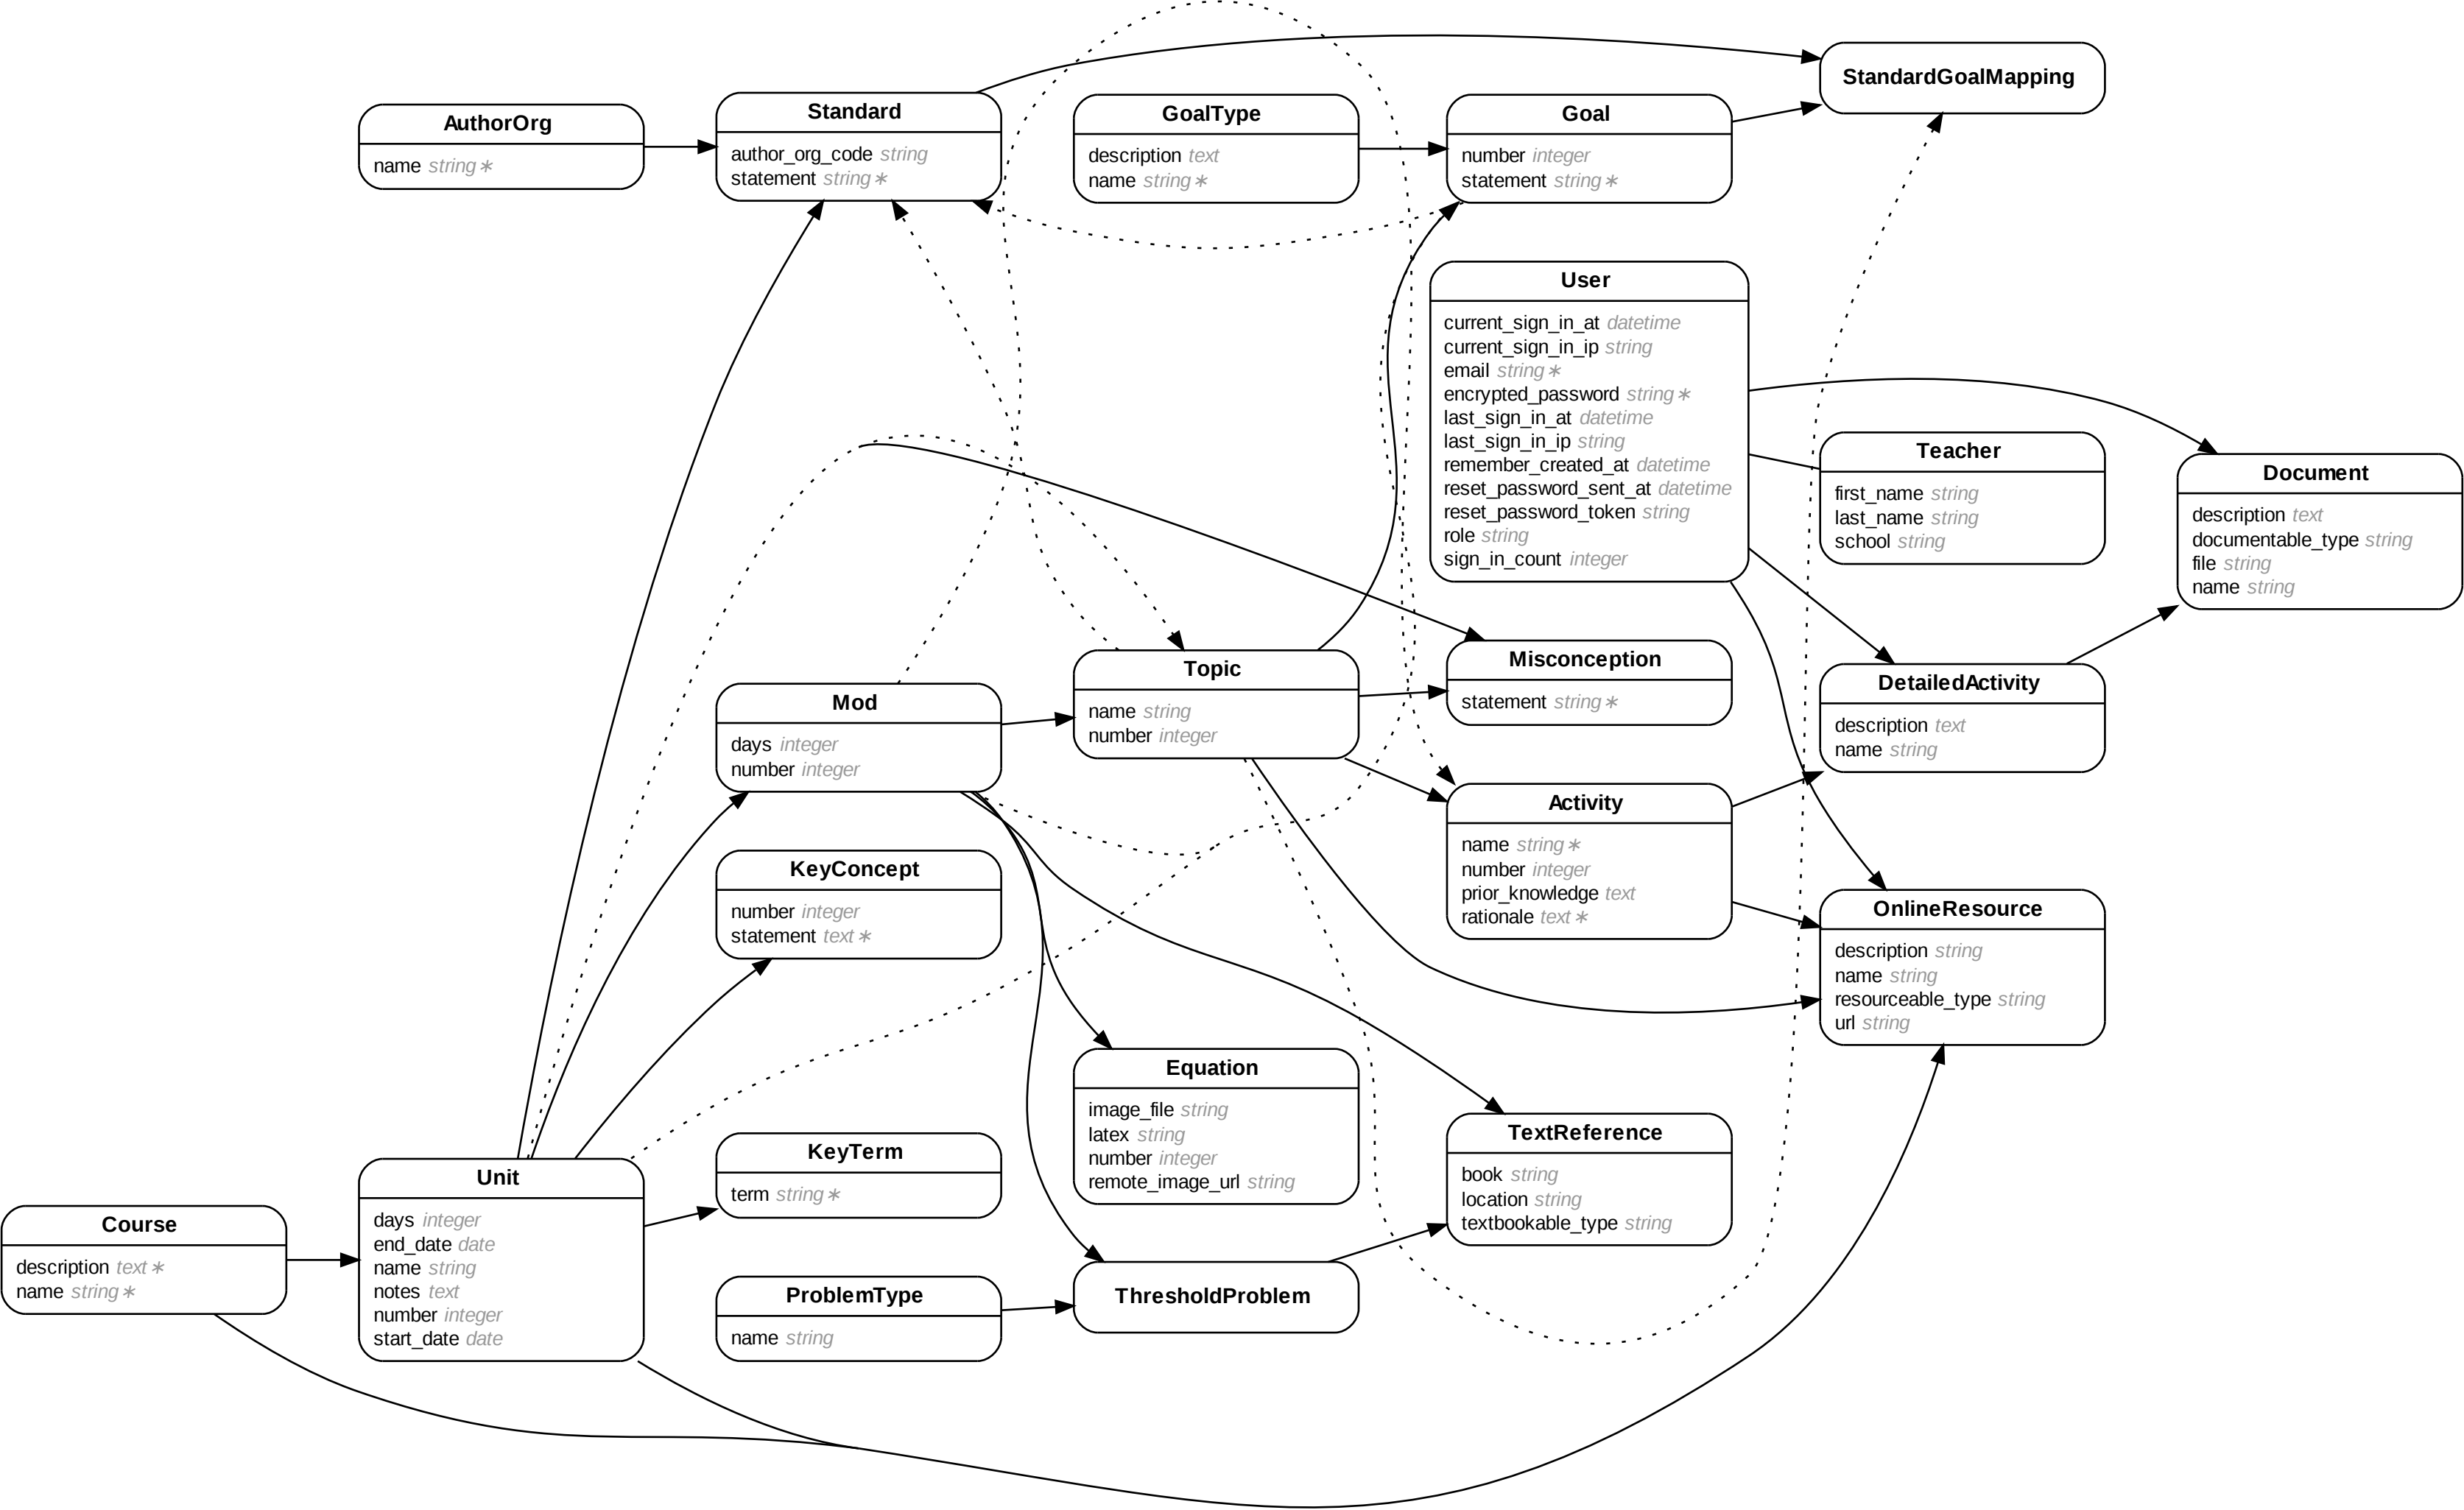 AuthorOrg
name string∗
Standard
author_org_code string
statement string∗
GoalType
description text
name string∗
Goal
number integer
statement string∗
StandardGoalMapping
User
current_sign_in_at datetime
current_sign_in_ip string
email string∗
encrypted_password string∗
last_sign_in_at datetime
last_sign_in_ip string
remember_created_at datetime
reset_password_sent_at datetime
reset_password_token string
role string
sign_in_count integer
Teacher
first_name string
last_name string
school string
Document
description text
documentable_type string
file string
name string
Mod
days integer
number integer
Topic
name string
number integer
Misconception
statement string∗
DetailedActivity
description text
name string
Activity
name string∗
number integer
prior_knowledge text
rationale text∗
KeyConcept
number integer
statement text∗
OnlineResource
description string
name string
resourceable_type string
url string
Equation
image_file string
latex string
number integer
remote_image_url string
TextReference
book string
location string
textbookable_type string
KeyTerm
term string∗
Unit
days integer
end_date date
name string
notes text
number integer
start_date date
Course
description text∗
name string∗
ProblemType
name string
ThresholdProblem